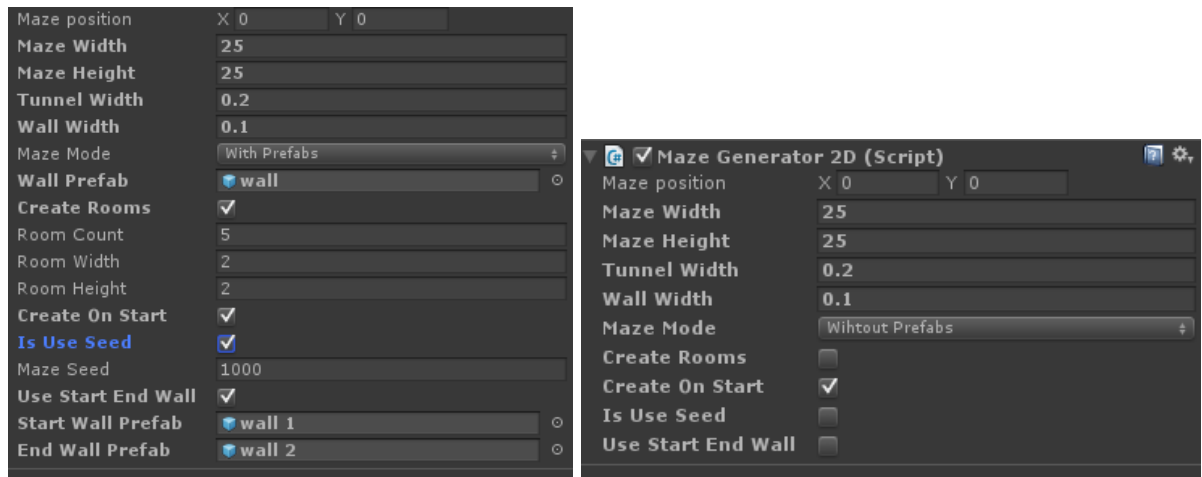 Maze position X 0 Y 0
Maze Width 25
Maze Height 25
Tunnel Width 0.2
Wall Width 0.1
Maze Mode With Prefabs
Wall Prefab wall
Create Rooms
Room Count 5
Room Width 2
Room Height 2
Create On Start
Is Use Seed
Maze Seed 1000
Use Start End Wall
Start Wall Prefab wall 1
End Wall Prefab wall 2
C# Maze Generator 2D (Script)
Maze position X 0 Y 0
Maze Width 25
Maze Height 25
Tunnel Width 0.2
Wall Width 0.1
Maze Mode Wihtout Prefabs
Create Rooms
Create On Start
Is Use Seed
Use Start End Wall